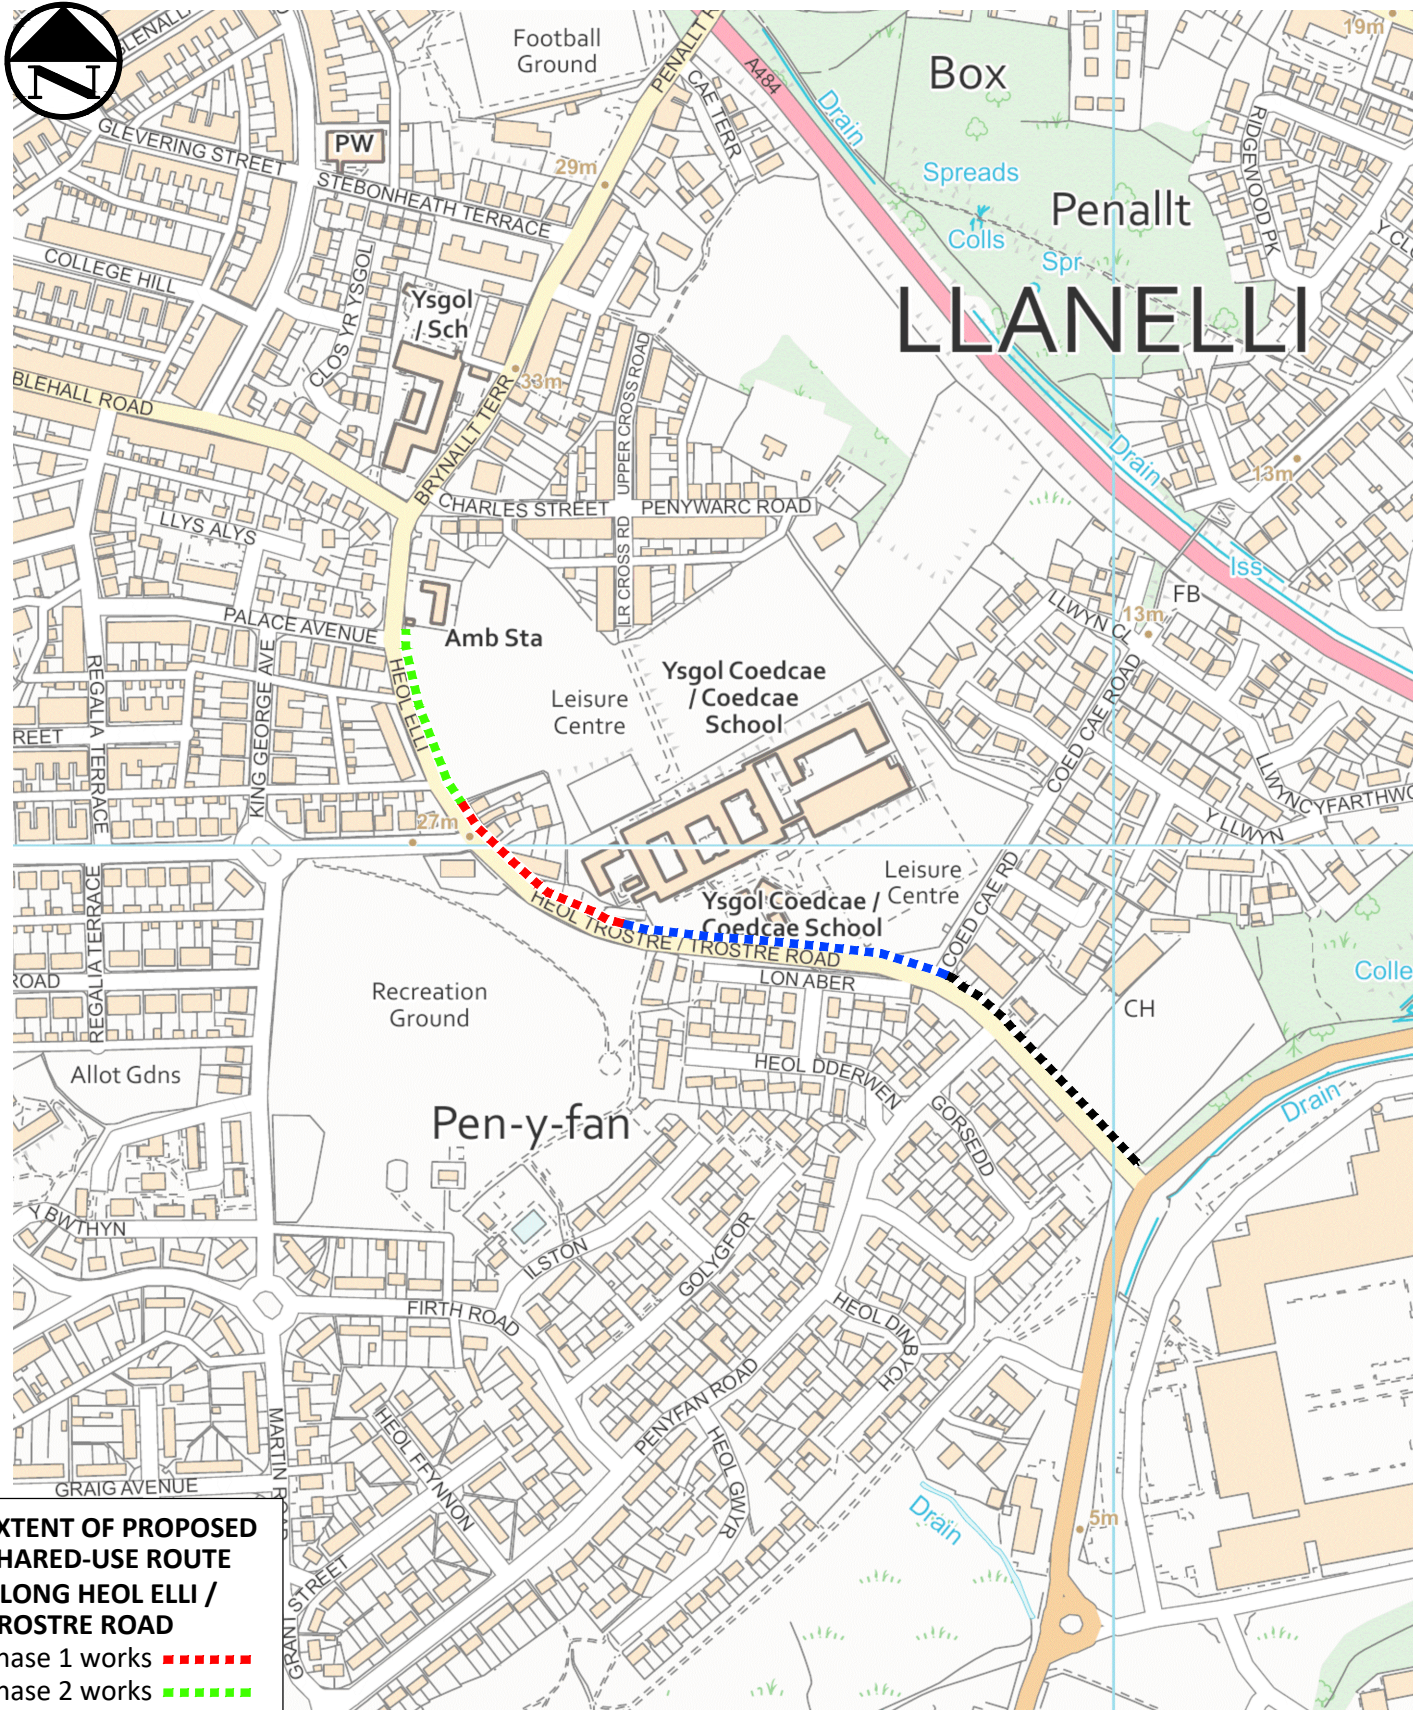 N
GLENALL
Football
Ground
PENALLT R
CAE TERR
A484
Drain
Box
19m
RIDGEWOOD PK
Y CL
GLEVERING STREET
PW
29m
STEBONHEATH TERRACE
Spreads
Colls
Penallt
Spr
COLLEGE HILL
CLOS YR YSGOL
Ysgol
/ Sch
LLANELLI
BLEHALL ROAD
33m
BRYNALLT TERR
UPPER CROSS ROAD
Drain
13m
CHARLES STREET
PENYWARC ROAD
LLYS ALYS
LR CROSS RD
Iss
FB
PALACE AVENUE
Amb Sta
LLWYN CL
13m
REGALIA TERRACE
KING GEORGE AVE
HEOL ELLI
Leisure
Centre
Ysgol Coedcae
/ Coedcae
School
COED CAE ROAD
REET
LLWYNCYFARTHWC
Y LLWYN
27m
Leisure
Centre
COED CAE RD
REGALIA TERRACE
HEOL TROSTRE / TROSTRE ROAD
Ysgol Coedcae /
Coedcae School
LON ABER
ROAD
Recreation
Ground
CH
Colle
Allot Gdns
HEOL DDERWEN
GORSEDD
Drain
Pen-y-fan
Y BWTHYN
ILSTON
GOLYGFOR
FIRTH ROAD
HEOL DINBYCH
PENYFAN ROAD
HEOL FFYNNON
HEOL GWYR
MARTIN ROAD
GRAIG AVENUE
Drain
5m
GRANT STREET
XTENT OF PROPOSED
HARED-USE ROUTE
LONG HEOL ELLI /
ROSTRE ROAD
hase 1 works
hase 2 works